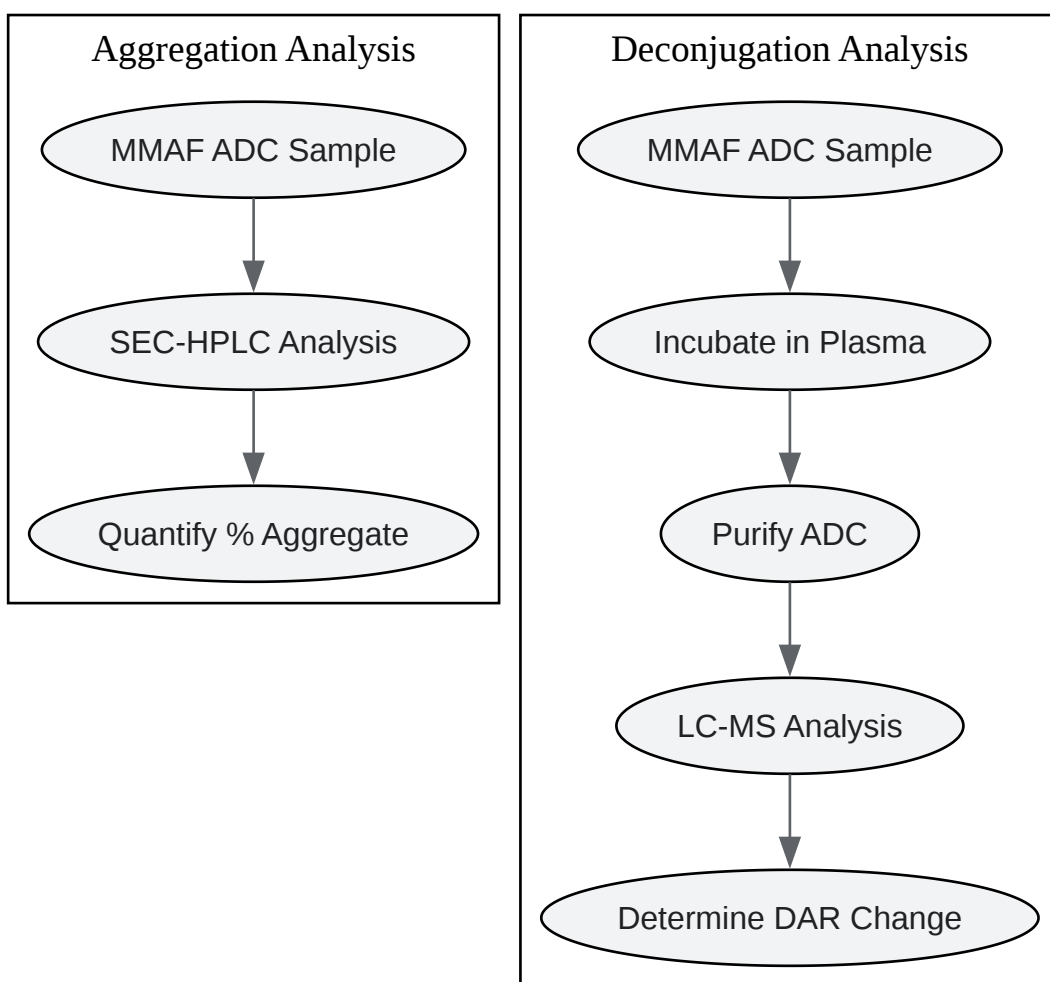 Aggregation Analysis
MMAF ADC Sample
SEC-HPLC Analysis
Quantify % Aggregate
Deconjugation Analysis
MMAF ADC Sample
Incubate in Plasma
Purify ADC
LC-MS Analysis
Determine DAR Change